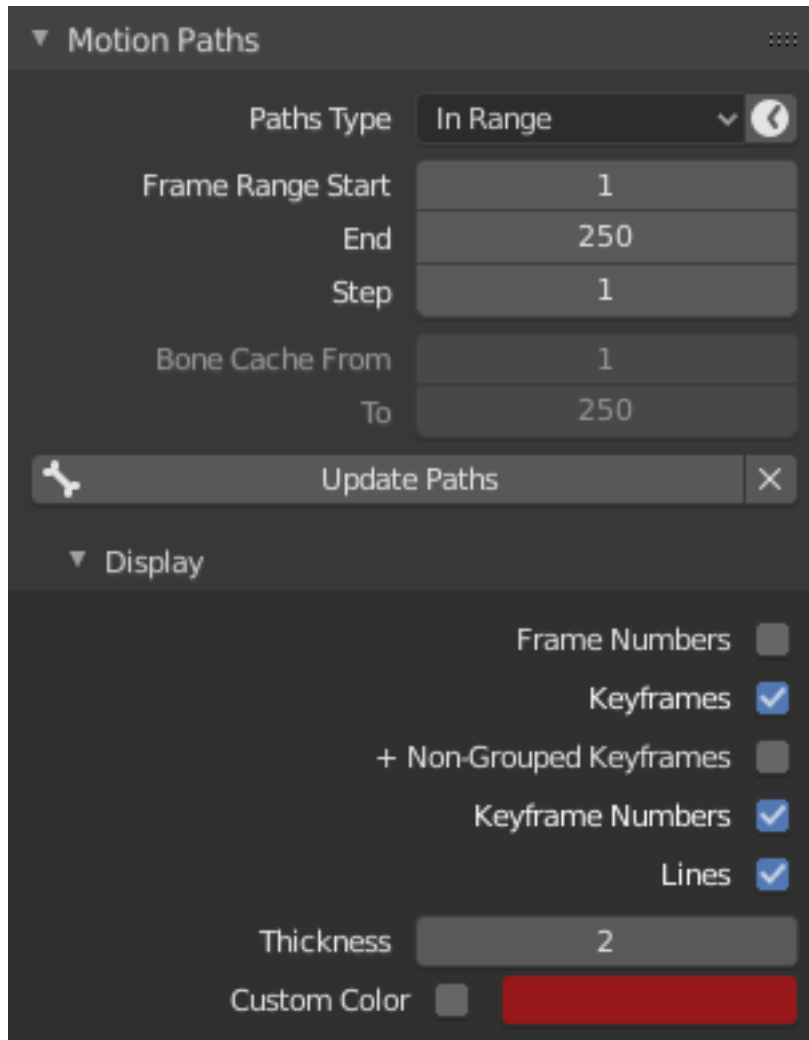 Motion Paths
Paths Type In Range
Frame Range Start 1
End 250
Step 1
Bone Cache From 1
To 250
Update Paths
Display
Frame Numbers
Keyframes
+ Non-Grouped Keyframes
Keyframe Numbers
Lines
Thickness 2
Custom Color